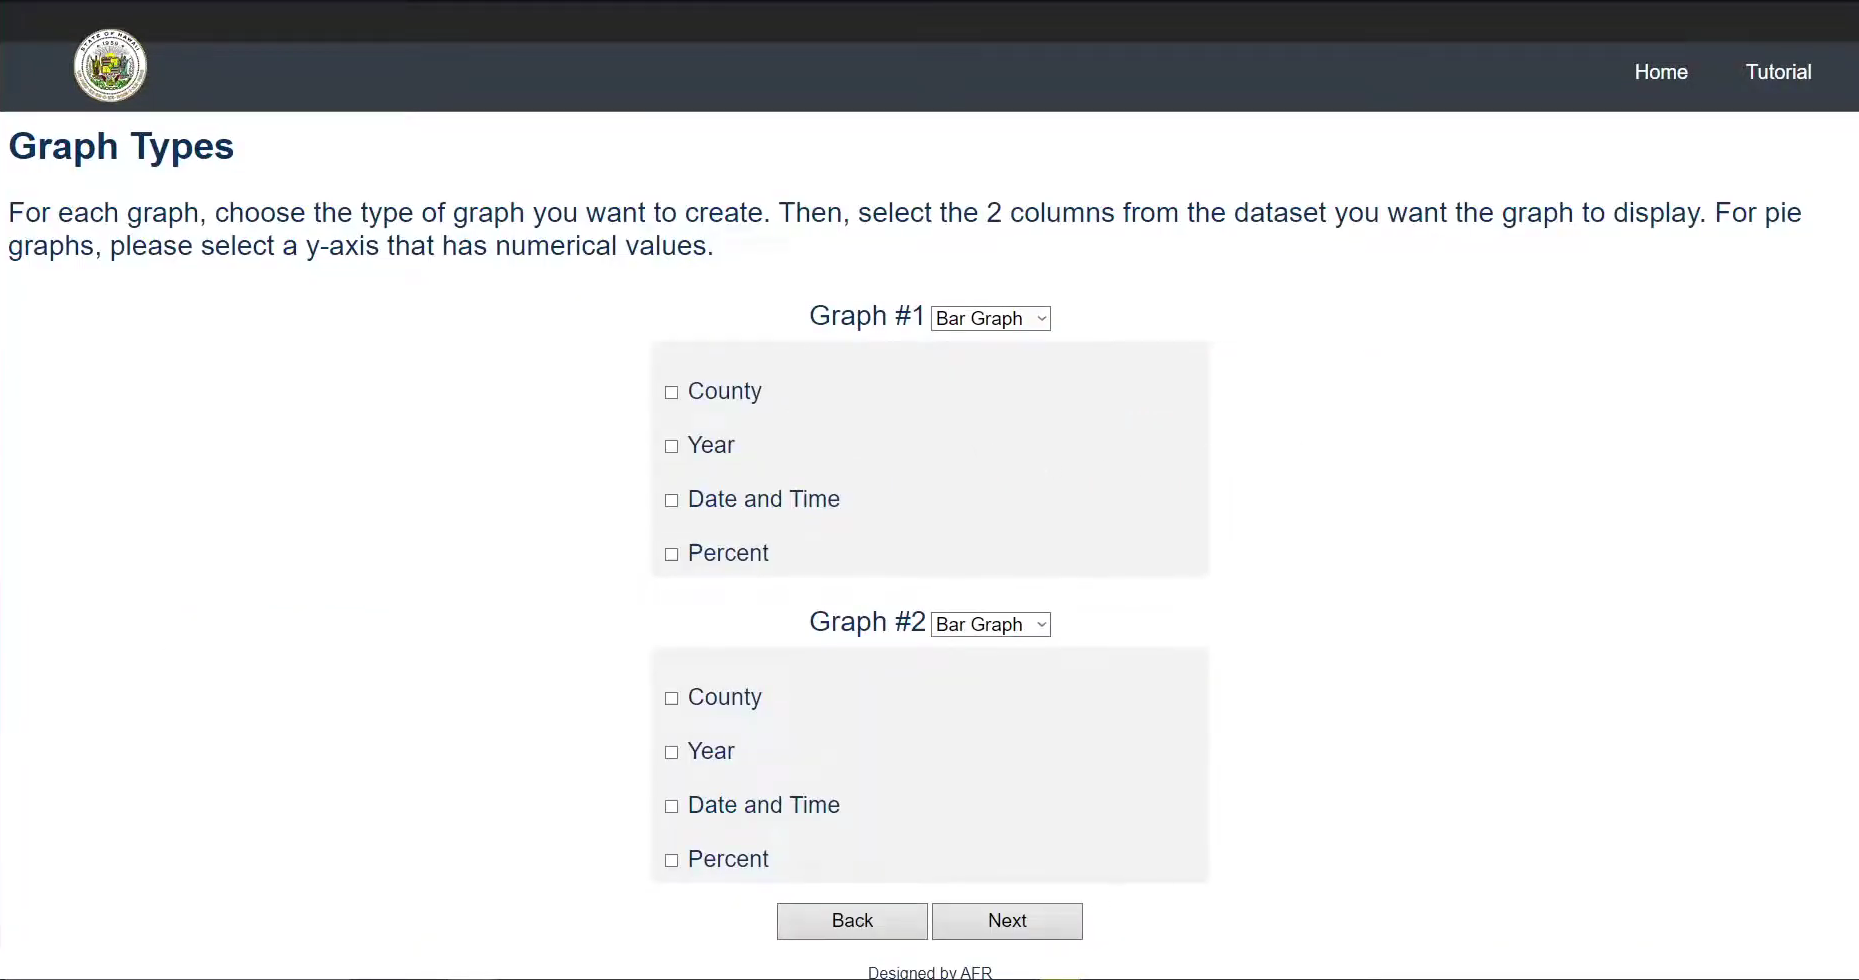 STATE OF HAWAII
1959
Home
Tutorial
Graph Types
For each graph, choose the type of graph you want to create. Then, select the 2 columns from the dataset you want the graph to display. For pie
graphs, please select a y-axis that has numerical values.
Graph #1 Bar Graph
County
Year
Date and Time
Percent
Graph #2 Bar Graph
County
Year
Date and Time
Percent
Back
Next
Designed by AFR